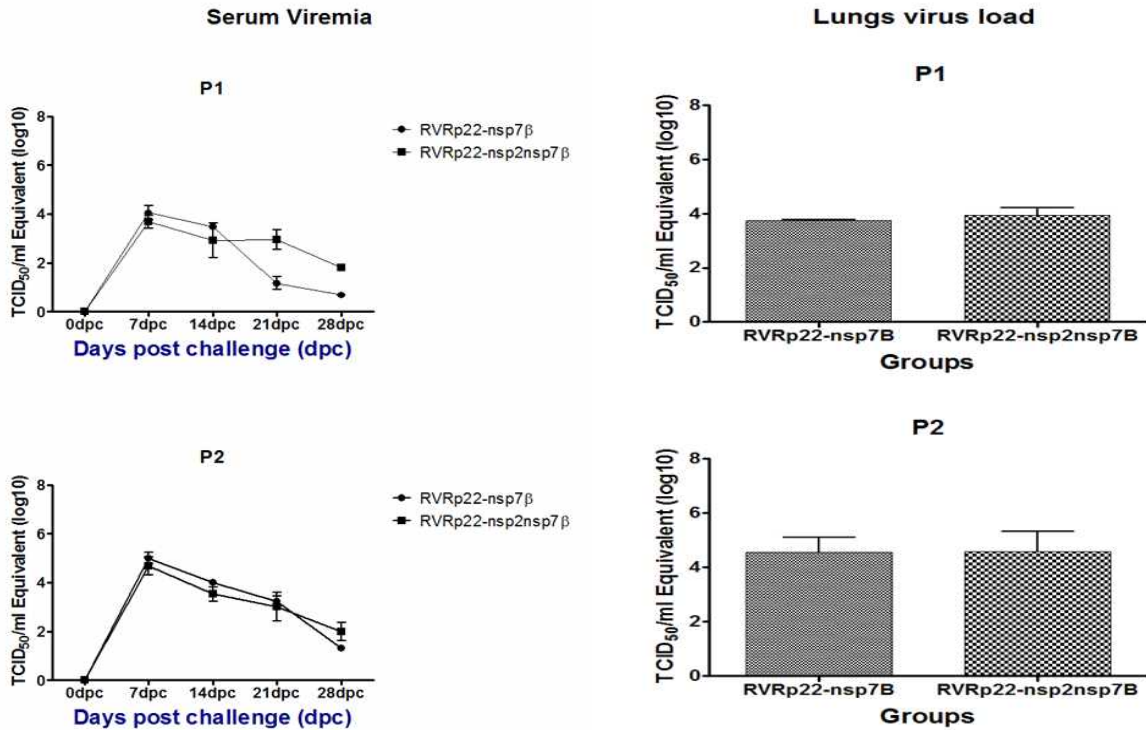 Serum Viremia
P1
TCID50/ml Equivalent (log10)
8
6
4
2
0
0dpc 7dpc 14dpc 21dpc 28dpc
Days post challenge (dpc)
RVRp22-nsp7β
RVRp22-nsp2nsp7β
P2
TCID50/ml Equivalent (log10)
8
6
4
2
0
0dpc 7dpc 14dpc 21dpc 28dpc
Days post challenge (dpc)
RVRp22-nsp7β
RVRp22-nsp2nsp7β
Lungs virus load
P1
TCID50/ml Equivalent (log10)
8
6
4
2
0
RVRp22-nsp7B RVRp22-nsp2nsp7B
Groups
P2
TCID50/ml Equivalent (log10)
8
6
4
2
0
RVRp22-nsp7B RVRp22-nsp2nsp7B
Groups